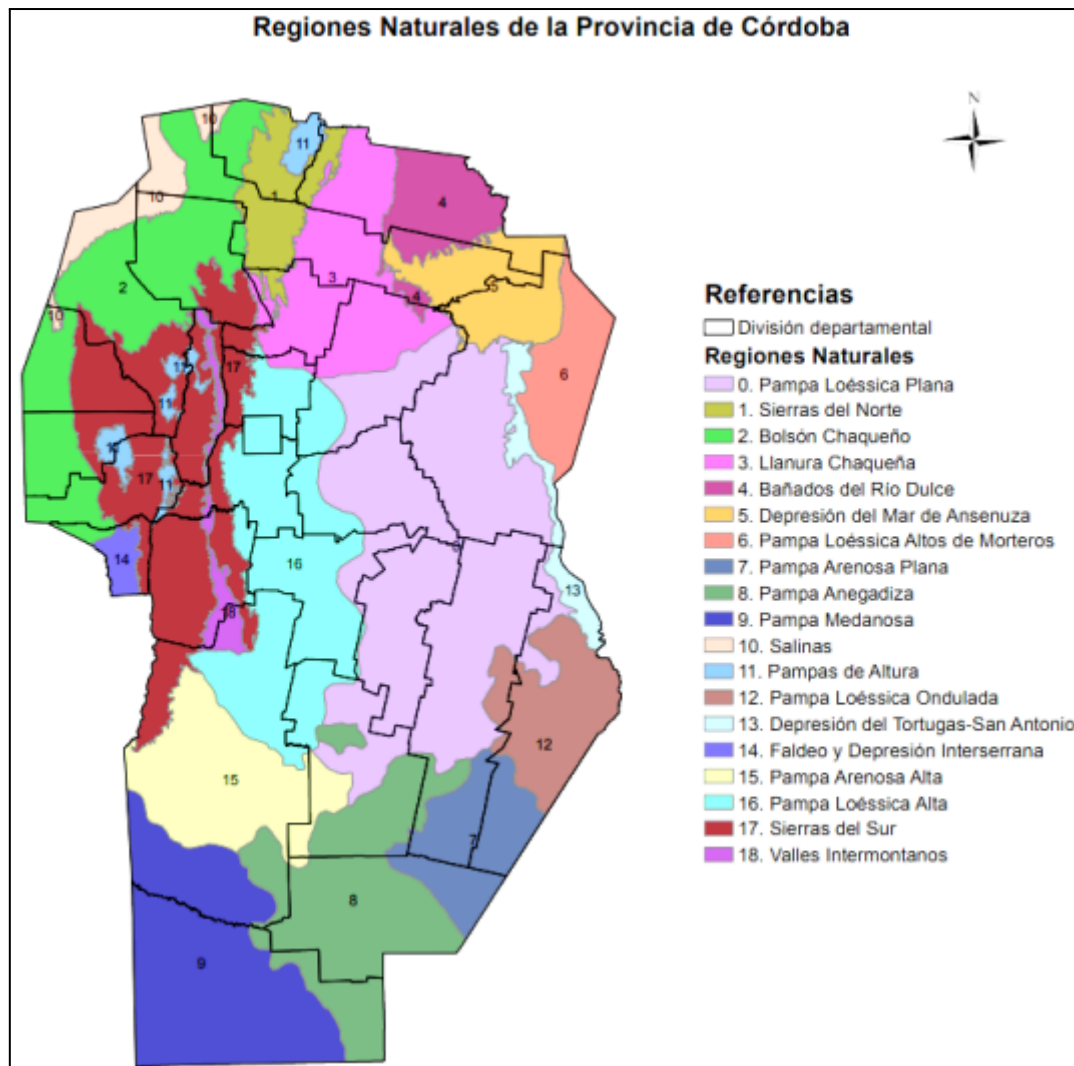 Regiones Naturales de la Provincia de Córdoba
N
10
11
1
4
10
3
5
2
4
10
11
17
6
11
11
17
11
14
16
13
18
12
15
7
8
9
Referencias
División departamental
Regiones Naturales
0. Pampa Loéssica Plana
1. Sierras del Norte
2. Bolsón Chaqueño
3. Llanura Chaqueña
4. Bañados del Río Dulce
5. Depresión del Mar de Ansenuza
6. Pampa Loéssica Altos de Morteros
7. Pampa Arenosa Plana
8. Pampa Anegadiza
9. Pampa Medanosa
10. Salinas
11. Pampas de Altura
12. Pampa Loéssica Ondulada
13. Depresión del Tortugas-San Antonio
14. Faldeo y Depresión Interserrana
15. Pampa Arenosa Alta
16. Pampa Loéssica Alta
17. Sierras del Sur
18. Valles Intermontanos